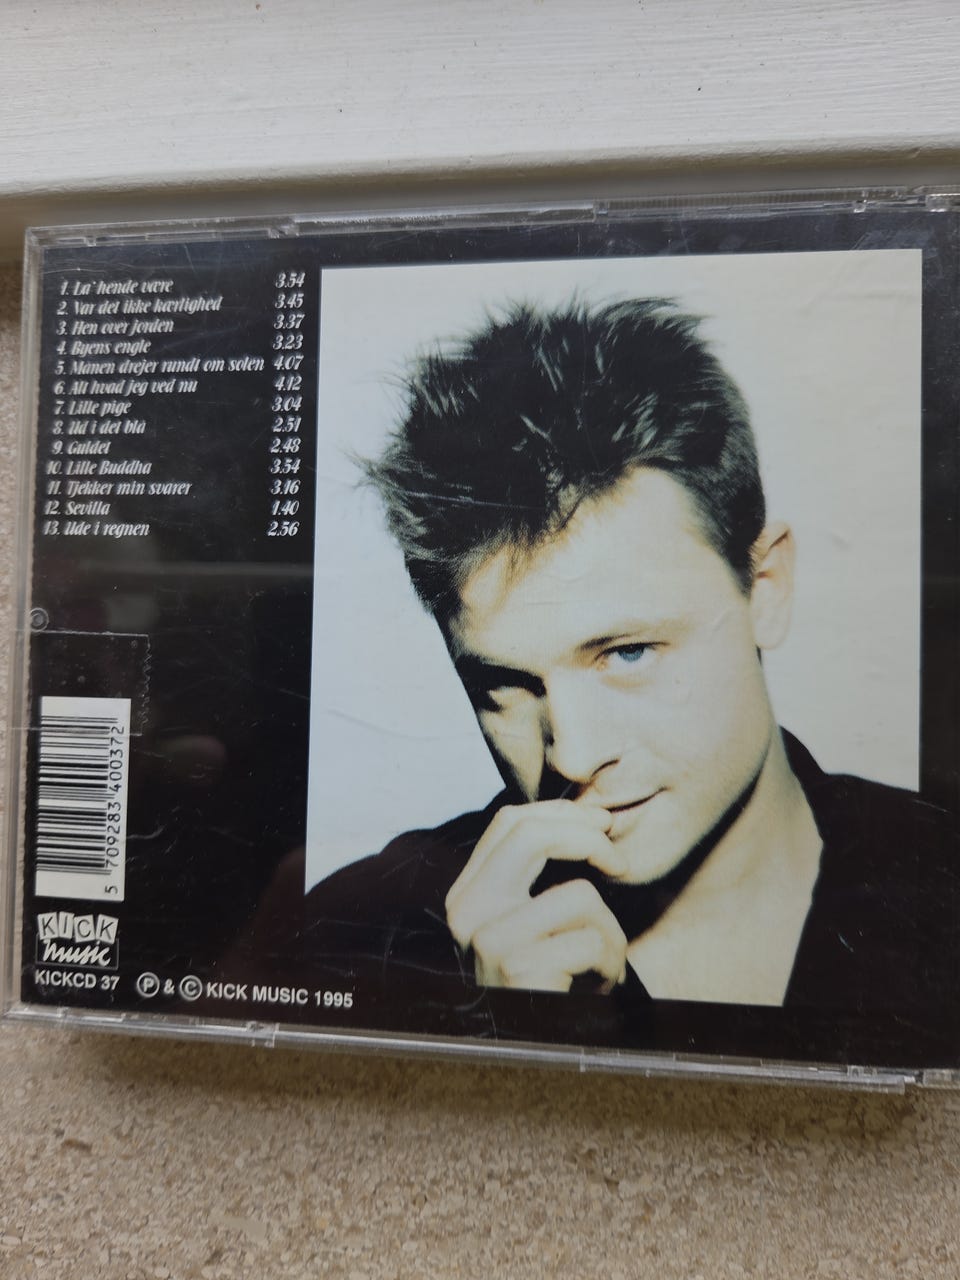 1. La' hende være 3.54
2. Var det ikke kærlighed 3.45
3. Hen over jorden 3.37
4. Byens engle 3.23
5. Månen drejer rundt om solen 4.07
6. Alt hvad jeg ved nu 4.12
7. Lille pige 3.04
8. Ud i det blå 2.51
9. Guldet 2.48
10. Lille Buddha 3.54
11. Tjekker min svarer 3.16
12. Sevilla 1.40
13. Ude i regnen 2.56
5 709283 400372
KICK
music
KICKCD 37
Ⓟ & © KICK MUSIC 1995